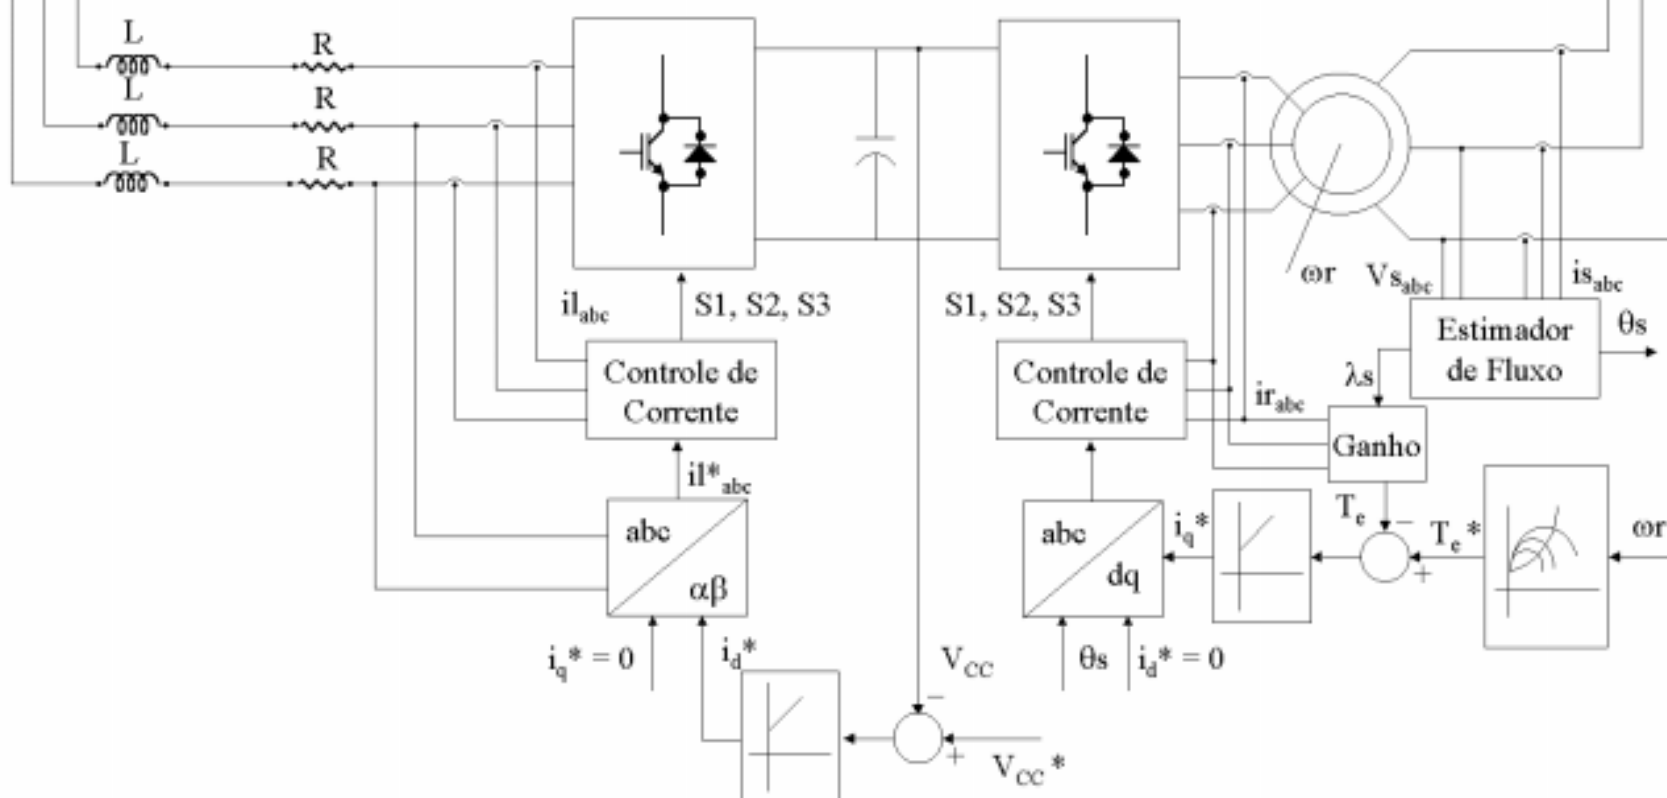 L
R
L
R
L
R
ωr
Vs_abc
is_abc
il_abc
S1, S2, S3
S1, S2, S3
Estimador
de Fluxo
θs
Controle de
Corrente
Controle de
Corrente
λs
ir_abc
Ganho
il*_abc
abc
αβ
abc
dq
i_q*
T_e
−
T_e*
+
ωr
i_q* = 0
i_d*
V_CC
θs
i_d* = 0
−
+
V_CC*